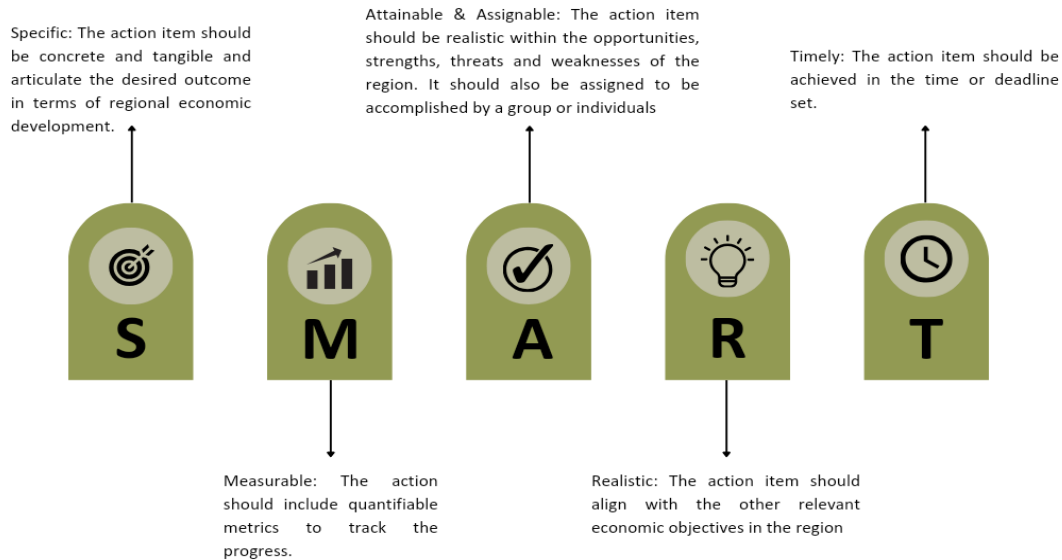 Specific: The action item should
be concrete and tangible and
articulate the desired outcome
in terms of regional economic
development.
Attainable & Assignable: The action item
should be realistic within the opportunities,
strengths, threats and weaknesses of the
region. It should also be assigned to be
accomplished by a group or individuals
Timely: The action item should be
achieved in the time or deadline
set.
S
M
A
R
T
Measurable: The action
should include quantifiable
metrics to track the
progress.
Realistic: The action item should
align with the other relevant
economic objectives in the region